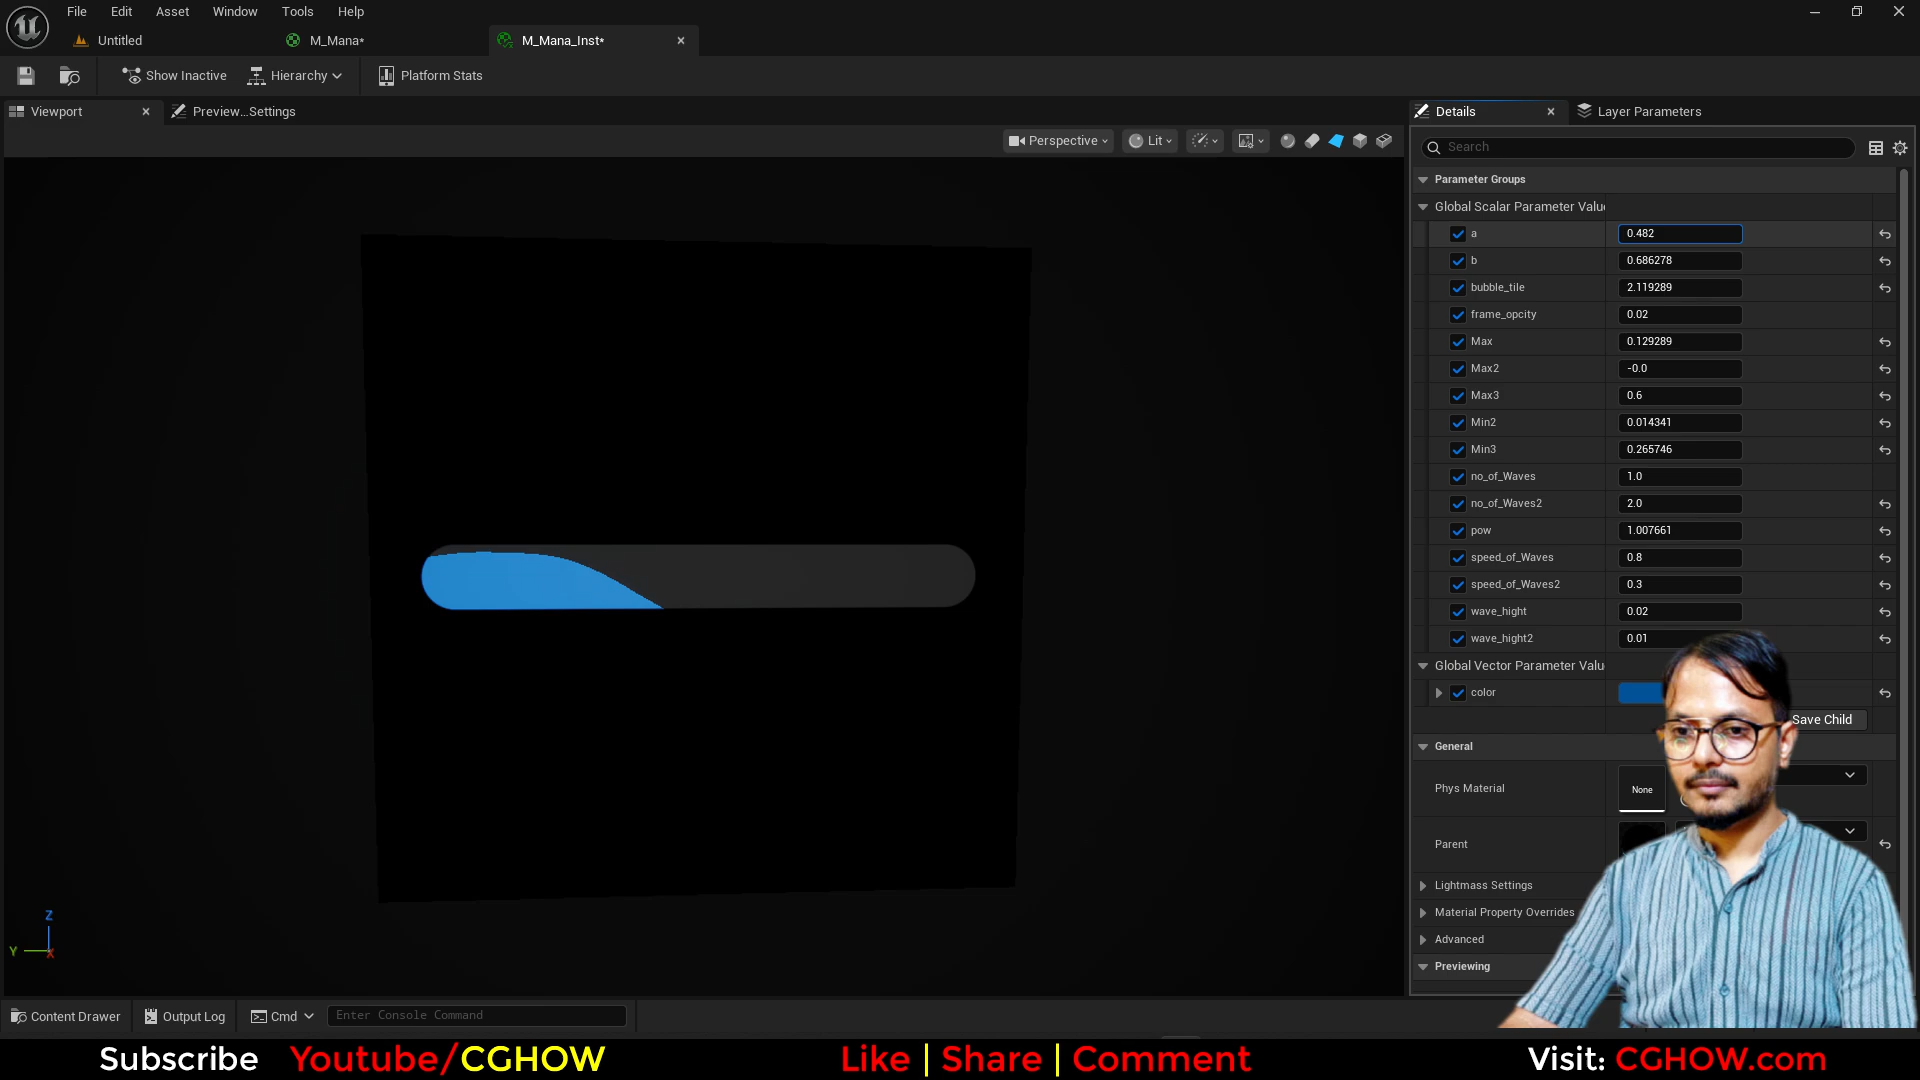 File Edit Asset Window Tools Help
Untitled M_Mana* M_Mana_Inst*
Show Inactive Hierarchy Platform Stats
Viewport Preview...Settings Details Layer Parameters
Perspective Lit
Search
Parameter Groups
Global Scalar Parameter Valu
a 0.482
b 0.686278
bubble_tile 2.119289
frame_opcity 0.02
Max 0.129289
Max2 -0.0
Max3 0.6
Min2 0.014341
Min3 0.265746
no_of_Waves 1.0
no_of_Waves2 2.0
pow 1.007661
speed_of_Waves 0.8
speed_of_Waves2 0.3
wave_hight 0.02
wave_hight2 0.01
Global Vector Parameter Valu
color
Save Child
General
Phys Material None
Parent
Lightmass Settings
Material Property Overrides
Advanced
Previewing
Z
Y X
Content Drawer Output Log Cmd Enter Console Command
Subscribe Youtube/CGHOW Like | Share | Comment Visit: CGHOW.com